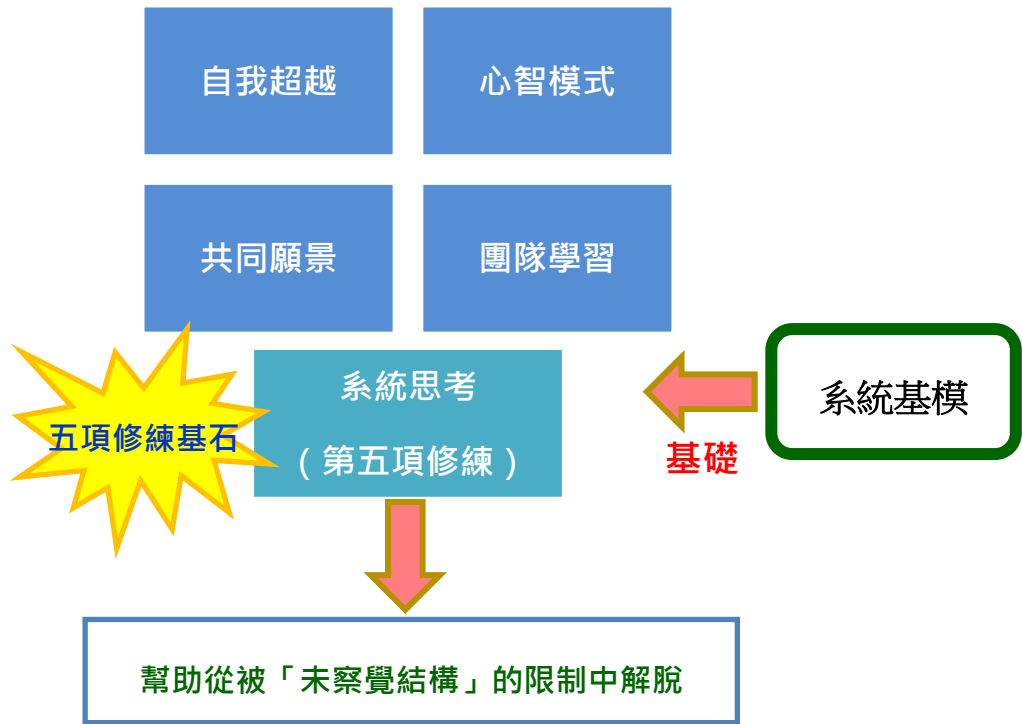 自我超越
心智模式
共同願景
團隊學習
系統思考
（第五項修練）
五項修練基石
系統基模
基礎
幫助從被「未察覺結構」的限制中解脫